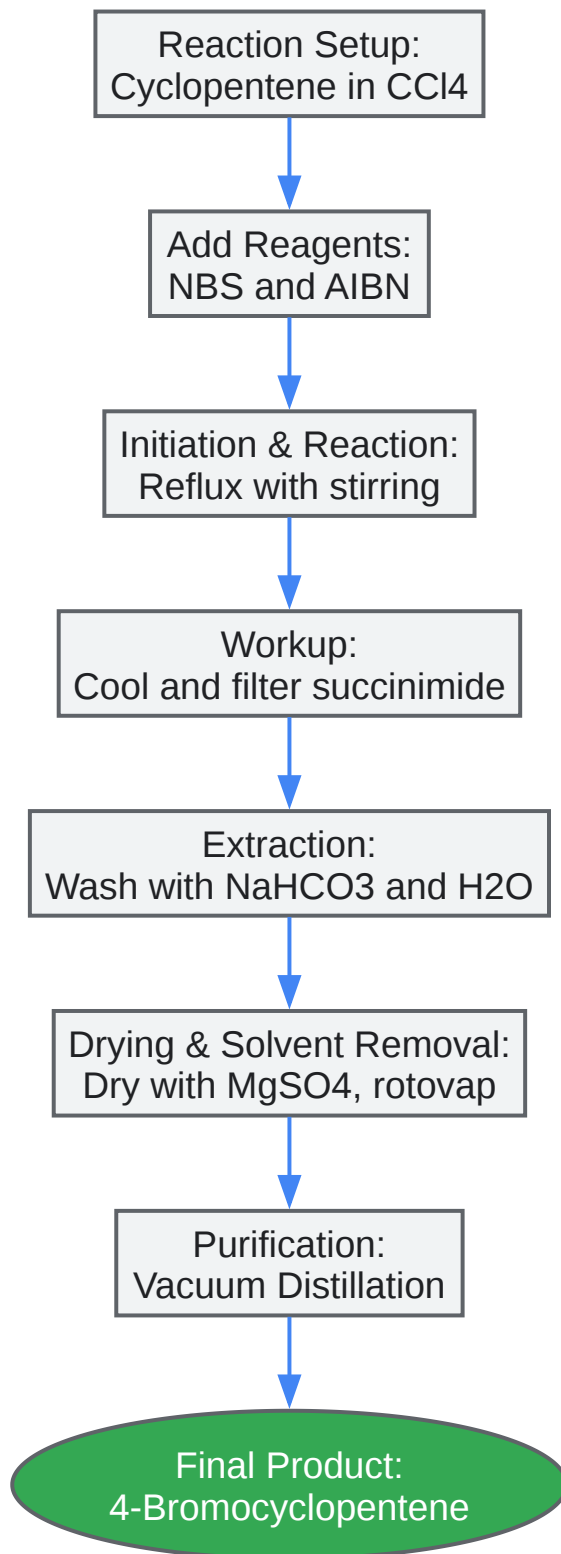 Reaction Setup:
Cyclopentene in CCl4
Add Reagents:
NBS and AIBN
Initiation & Reaction:
Reflux with stirring
Workup:
Cool and filter succinimide
Extraction:
Wash with NaHCO3 and H2O
Drying & Solvent Removal:
Dry with MgSO4, rotovap
Purification:
Vacuum Distillation
Final Product:
4-Bromocyclopentene